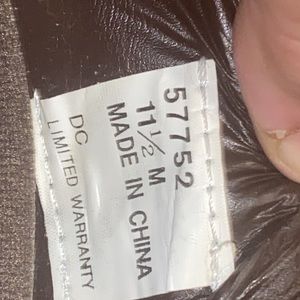 57752
11½ M
MADE IN CHINA
DC
LIMITED WARRANTY